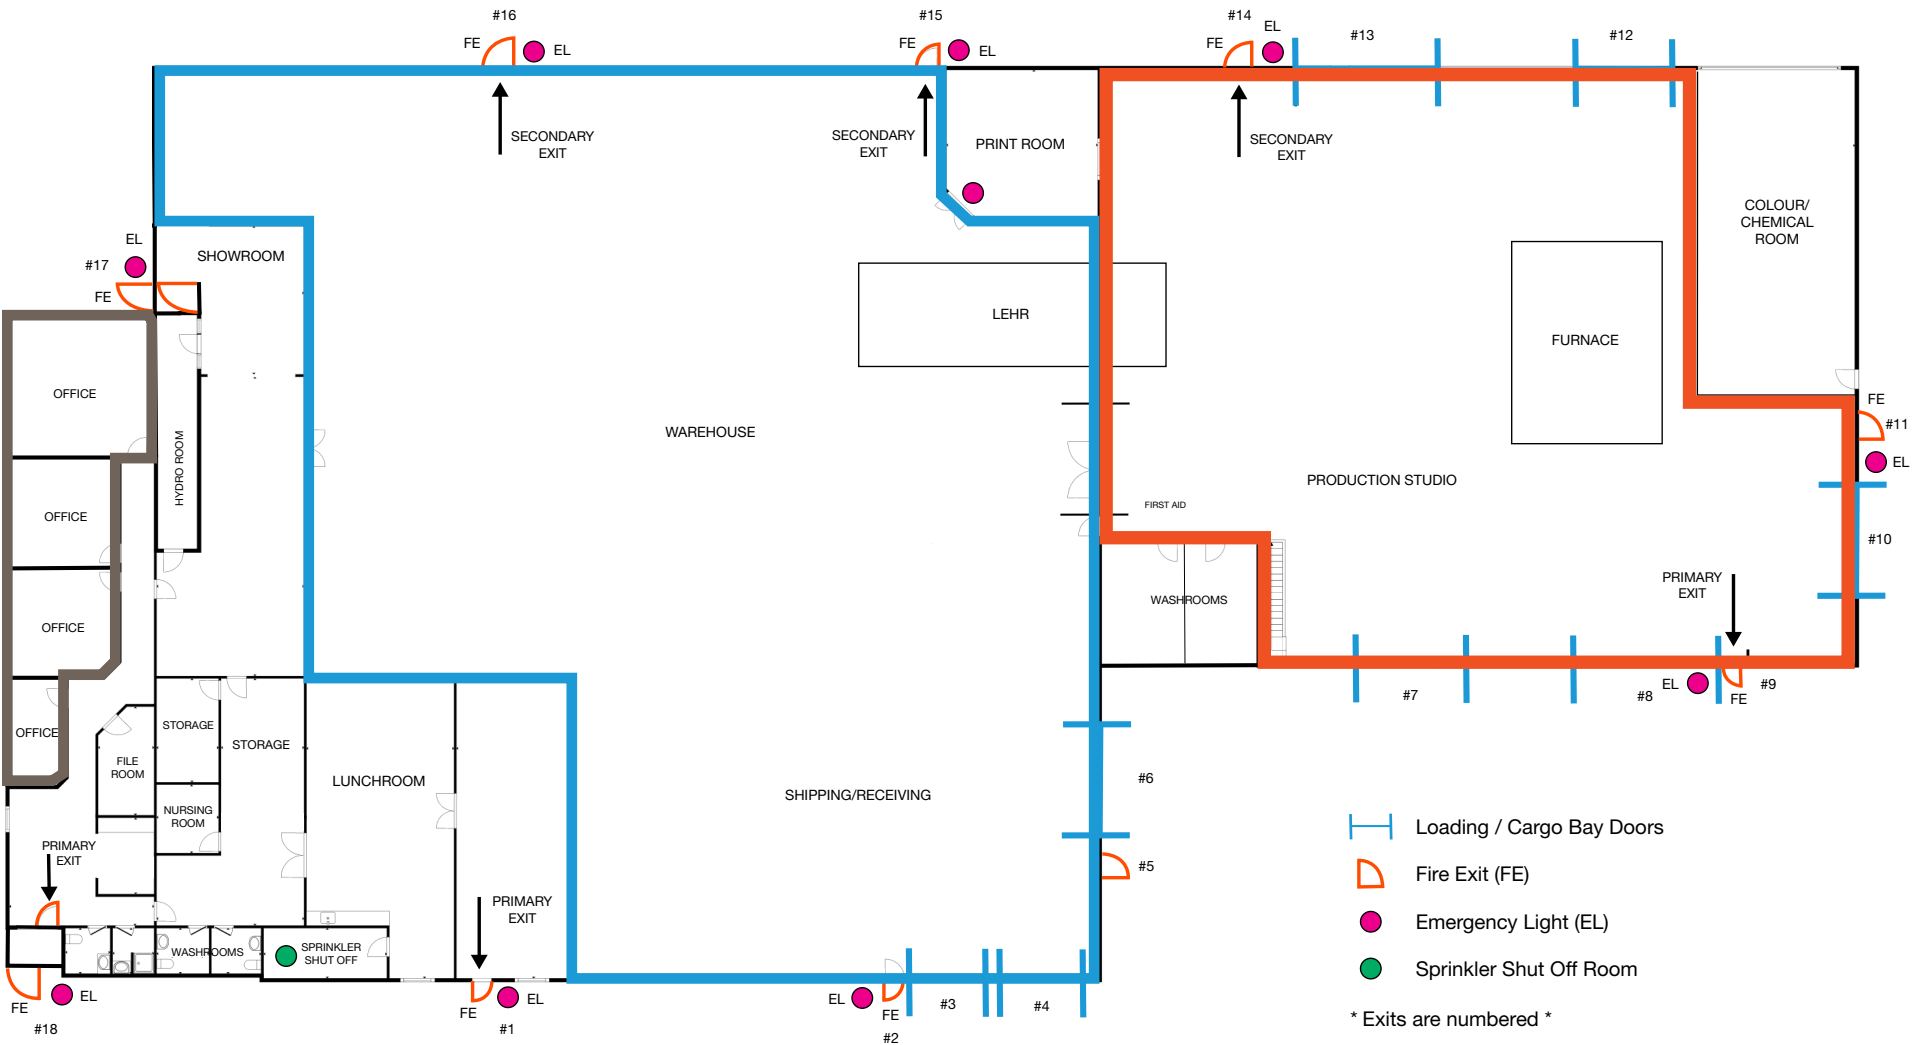 #16
#15
#14
EL
#13
#12
FE
EL
FE
EL
FE
SECONDARY
EXIT
SECONDARY
EXIT
PRINT ROOM
SECONDARY
EXIT
COLOUR/
CHEMICAL
ROOM
EL
#17
FE
SHOWROOM
LEHR
FURNACE
OFFICE
HYDRO ROOM
WAREHOUSE
FE
#11
EL
PRODUCTION STUDIO
FIRST AID
OFFICE
#10
PRIMARY
EXIT
WASHROOMS
OFFICE
EL
FE
#9
#8
#7
OFFICE
STORAGE
STORAGE
FILE
ROOM
LUNCHROOM
SHIPPING/RECEIVING
#6
NURSING
ROOM
PRIMARY
EXIT
#5
PRIMARY
EXIT
WASHROOMS
SPRINKLER
SHUT OFF
FE
EL
#18
FE
EL
#1
EL
FE
#2
#3
#4
Loading / Cargo Bay Doors
Fire Exit (FE)
Emergency Light (EL)
Sprinkler Shut Off Room
* Exits are numbered *